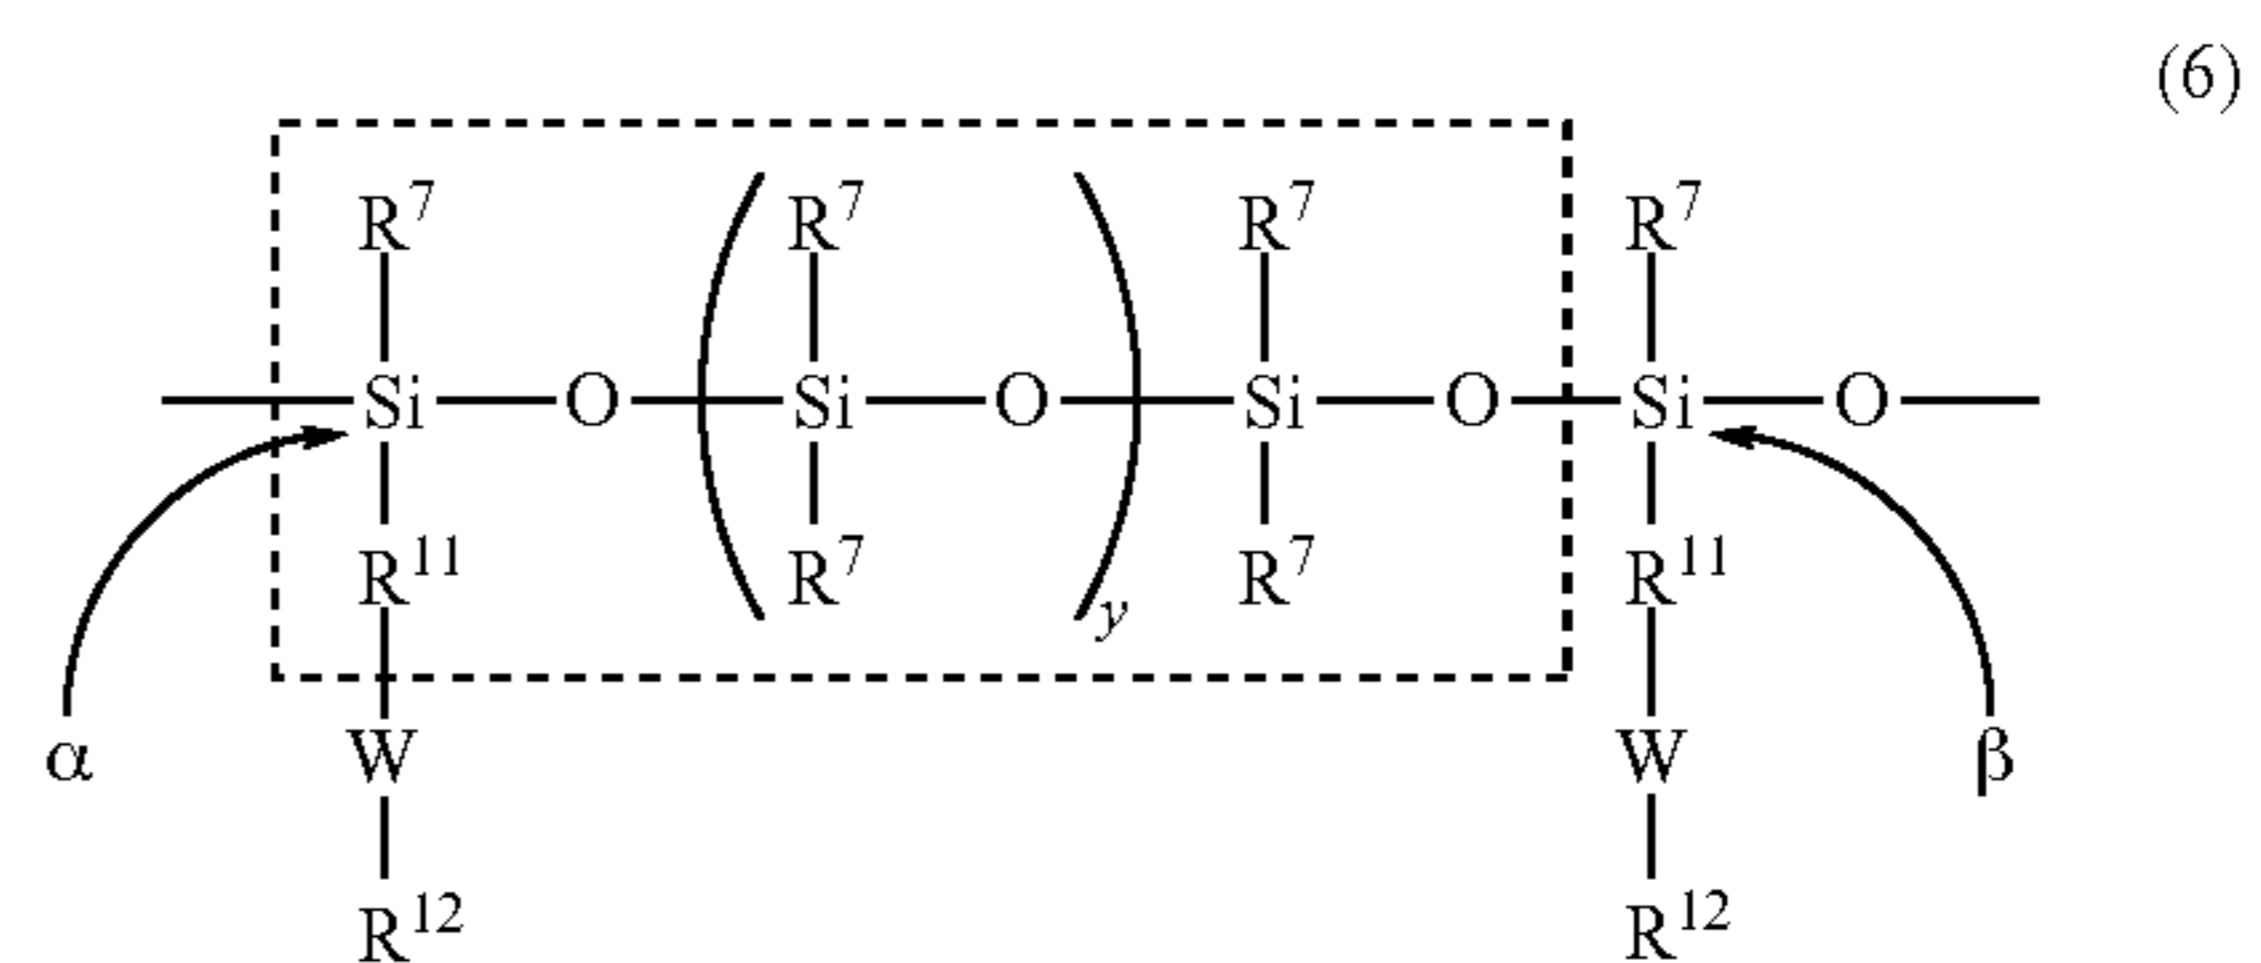 (6)
R⁷ R⁷ R⁷ R⁷
Si O Si O Si O Si O
R¹¹ R⁷ R⁷ R¹¹
y
α W W β
R¹² R¹²